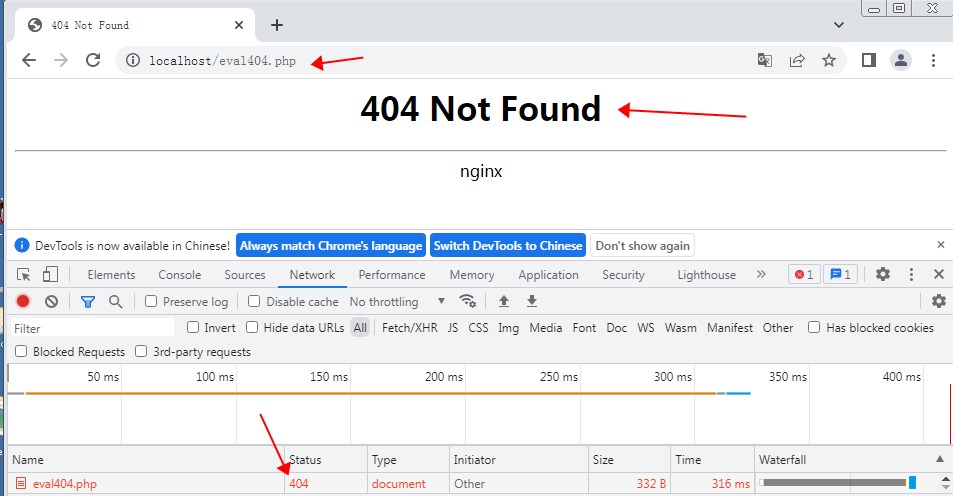 404 Not Found
localhost/eval404.php
404 Not Found
nginx
DevTools is now available in Chinese! Always match Chrome's language Switch DevTools to Chinese Don't show again
Elements Console Sources Network Performance Memory Application Security Lighthouse » 1 1
Preserve log Disable cache No throttling
Filter Invert Hide data URLs All Fetch/XHR JS CSS Img Media Font Doc WS Wasm Manifest Other Has blocked cookies
Blocked Requests 3rd-party requests
50 ms 100 ms 150 ms 200 ms 250 ms 300 ms 350 ms 400 ms
Name Status Type Initiator Size Time Waterfall
eval404.php 404 document Other 332 B 316 ms